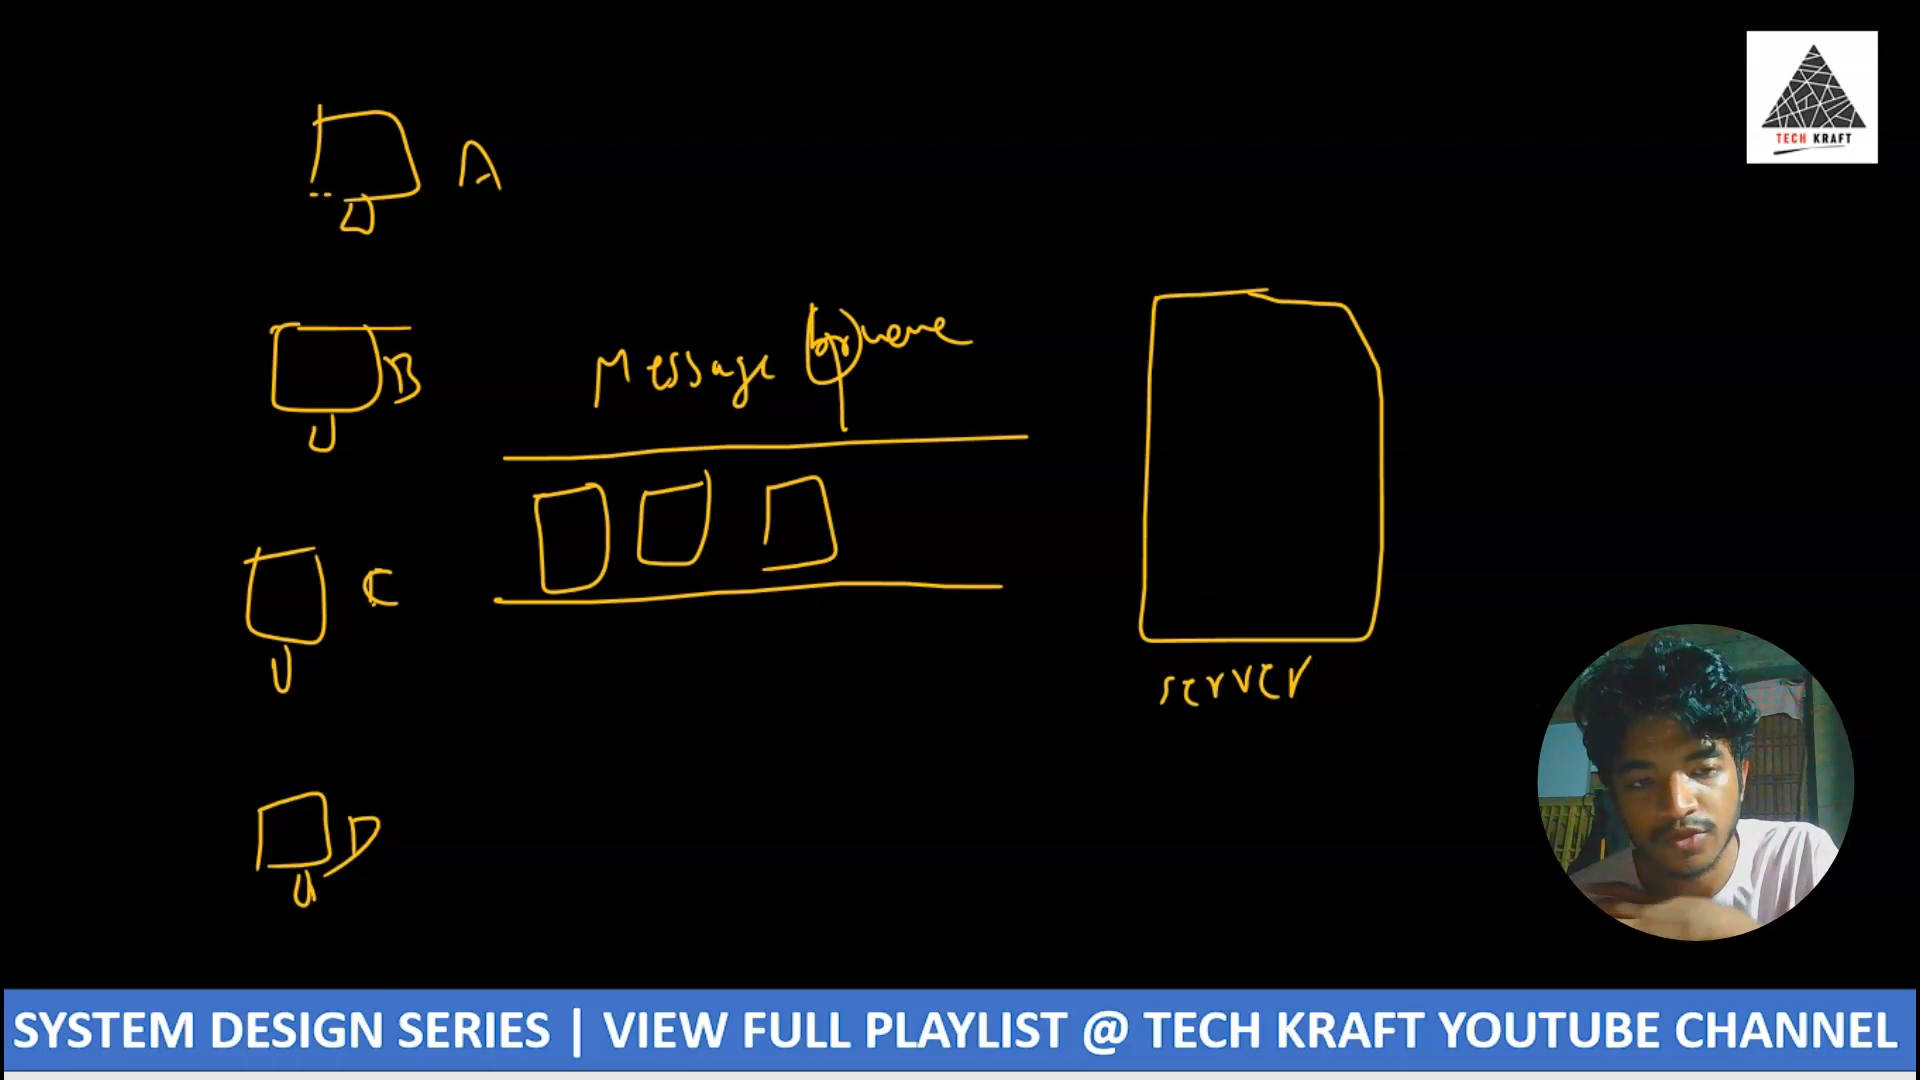 TECH KRAFT
A
B
Message Queue
C
server
D
SYSTEM DESIGN SERIES | VIEW FULL PLAYLIST @ TECH KRAFT YOUTUBE CHANNEL